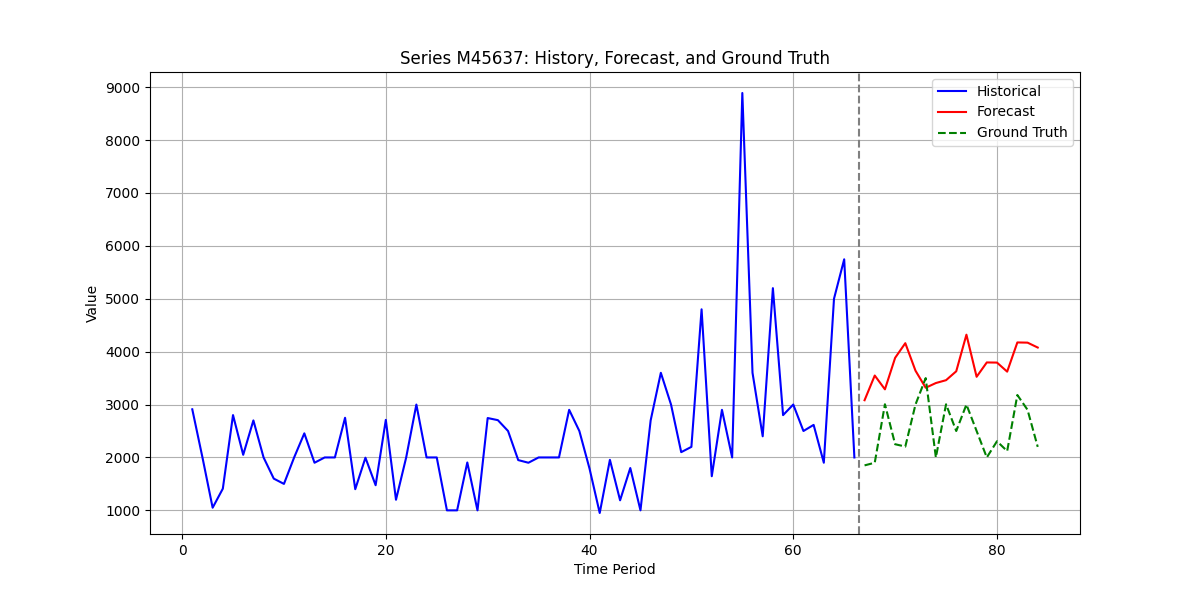 Series M45637: History, Forecast, and Ground Truth
9000
8000
7000
6000
5000
4000
3000
2000
1000
Value
Historical
Forecast
Ground Truth
0
20
40
60
80
Time Period